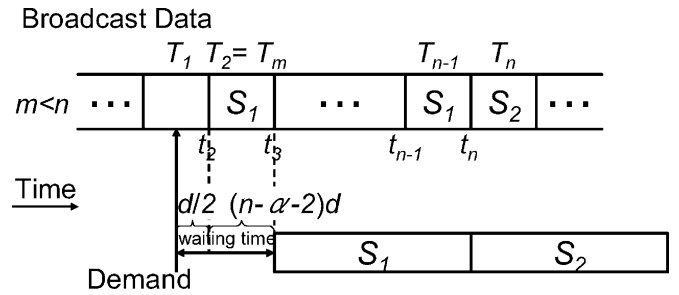 Broadcast Data
T1 T2= Tm Tn-1 Tn
m<n ··· S1 ··· S1 S2 ···
t2 t3 tn-1 tn
Time
d/2 (n-α-2)d
waiting time
S1 S2
Demand